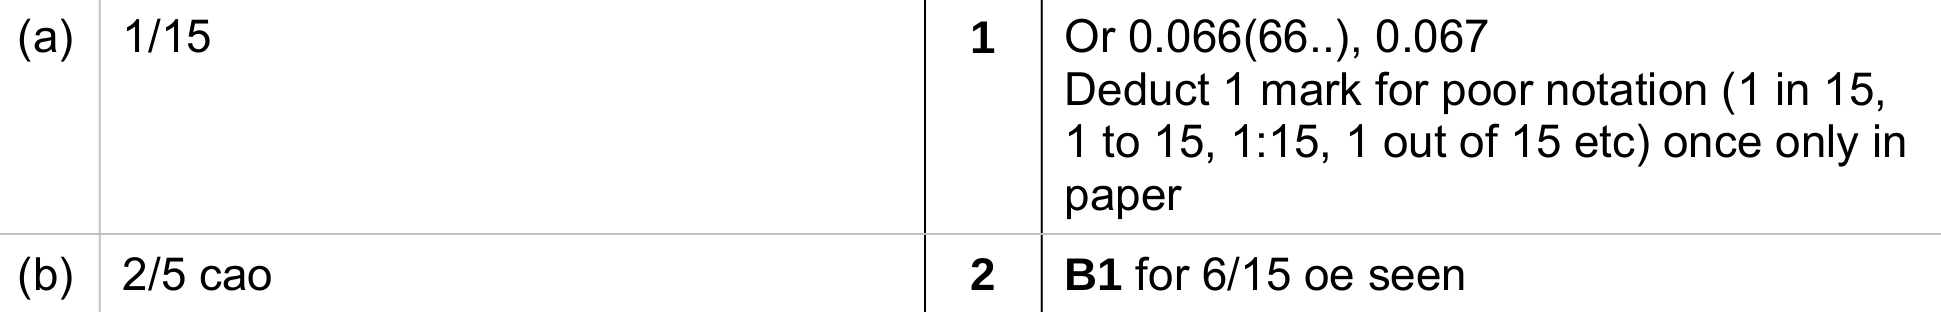 (a) 1/15 1 Or 0.066(66..), 0.067
Deduct 1 mark for poor notation (1 in 15,
1 to 15, 1:15, 1 out of 15 etc) once only in
paper
(b) 2/5 cao 2 B1 for 6/15 oe seen